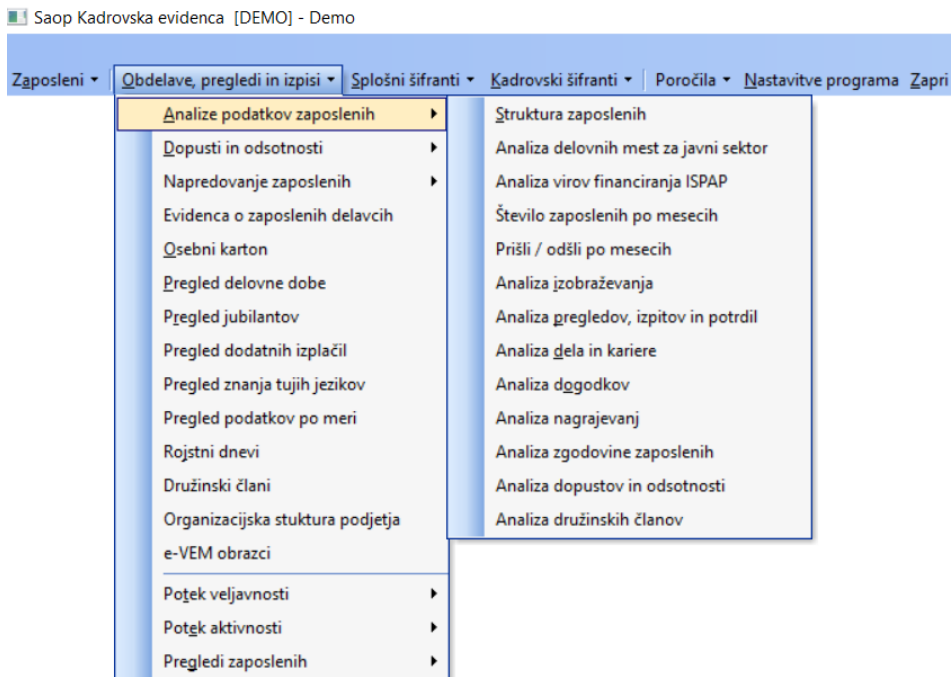 Saop Kadrovska evidenca [DEMO] - Demo
Zaposleni Obdelave, pregledi in izpisi Splošni šifranti Kadrovski šifranti Poročila Nastavitve programa Zapri
Analize podatkov zaposlenih
Dopusti in odsotnosti
Napredovanje zaposlenih
Evidenca o zaposlenih delavcih
Osebni karton
Pregled delovne dobe
Pregled jubilantov
Pregled dodatnih izplačil
Pregled znanja tujih jezikov
Pregled podatkov po meri
Rojstni dnevi
Družinski člani
Organizacijska stuktura podjetja
e-VEM obrazci
Potek veljavnosti
Potek aktivnosti
Pregledi zaposlenih
Struktura zaposlenih
Analiza delovnih mest za javni sektor
Analiza virov financiranja ISPAP
Število zaposlenih po mesecih
Prišli / odšli po mesecih
Analiza izobraževanja
Analiza pregledov, izpitov in potrdil
Analiza dela in kariere
Analiza dogodkov
Analiza nagrajevanj
Analiza zgodovine zaposlenih
Analiza dopustov in odsotnosti
Analiza družinskih članov